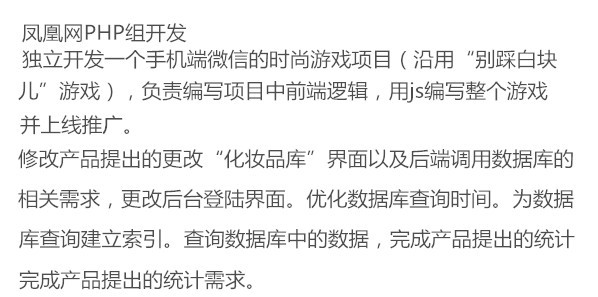 凤凰网PHP组开发
独立开发一个手机端微信的时尚游戏项目（沿用“别踩白块
儿”游戏），负责编写项目中前端逻辑，用js编写整个游戏
并上线推广。
修改产品提出的更改“化妆品库”界面以及后端调用数据库的
相关需求，更改后台登陆界面。优化数据库查询时间。为数据
库查询建立索引。查询数据库中的数据，完成产品提出的统计
完成产品提出的统计需求。